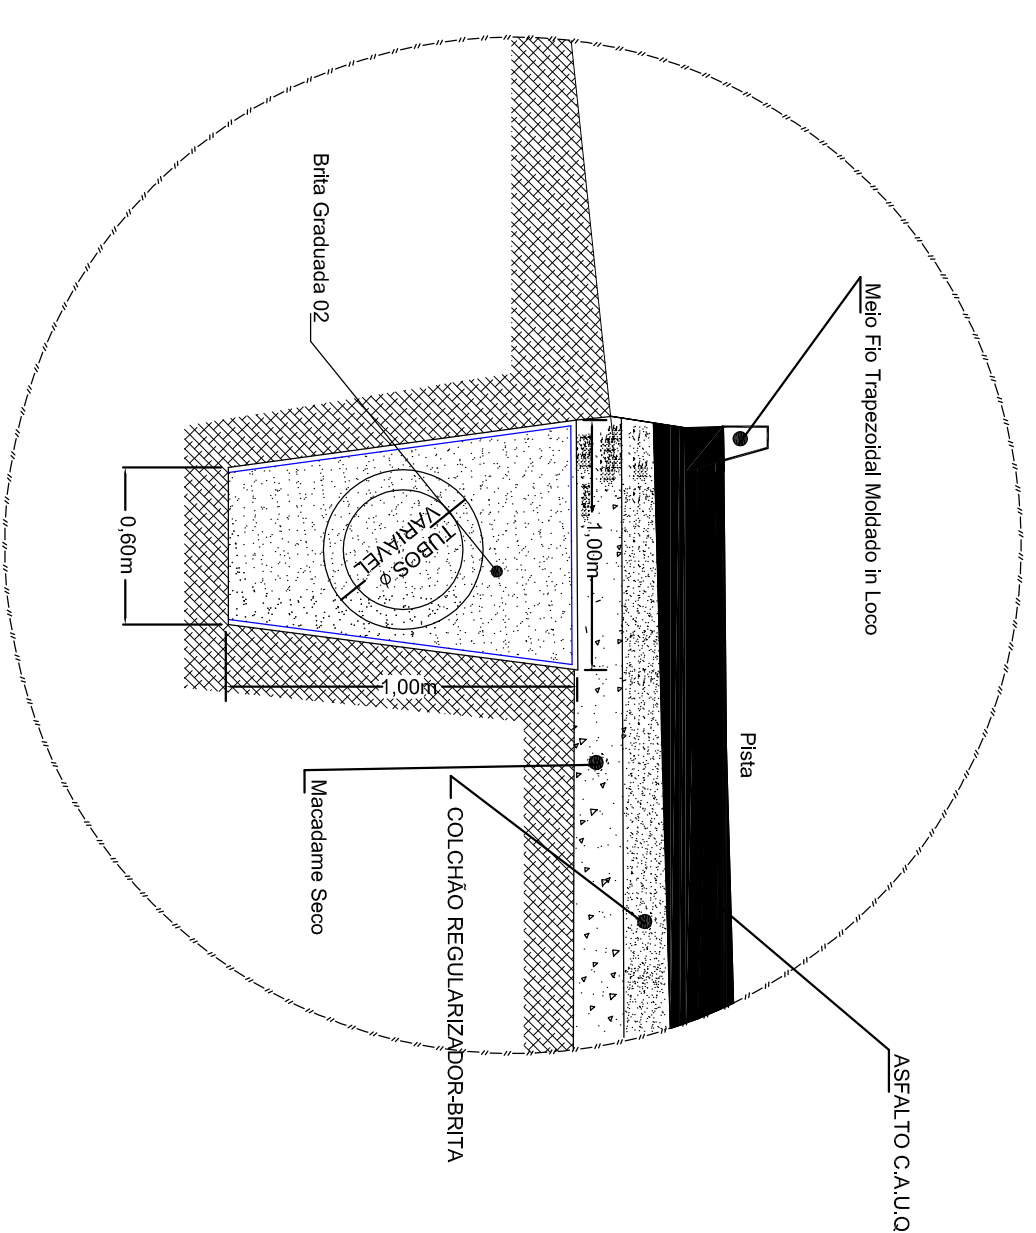 Meio Fio Trapezoidal Moldado in Loco
Pista
ASFALTO C.A.U.Q
1,00m
TUBOS ϕ
VARIÁVEL
1,00m
COLCHÃO REGULARIZADOR-BRITA
Brita Graduada 02
Macadame Seco
0,60m